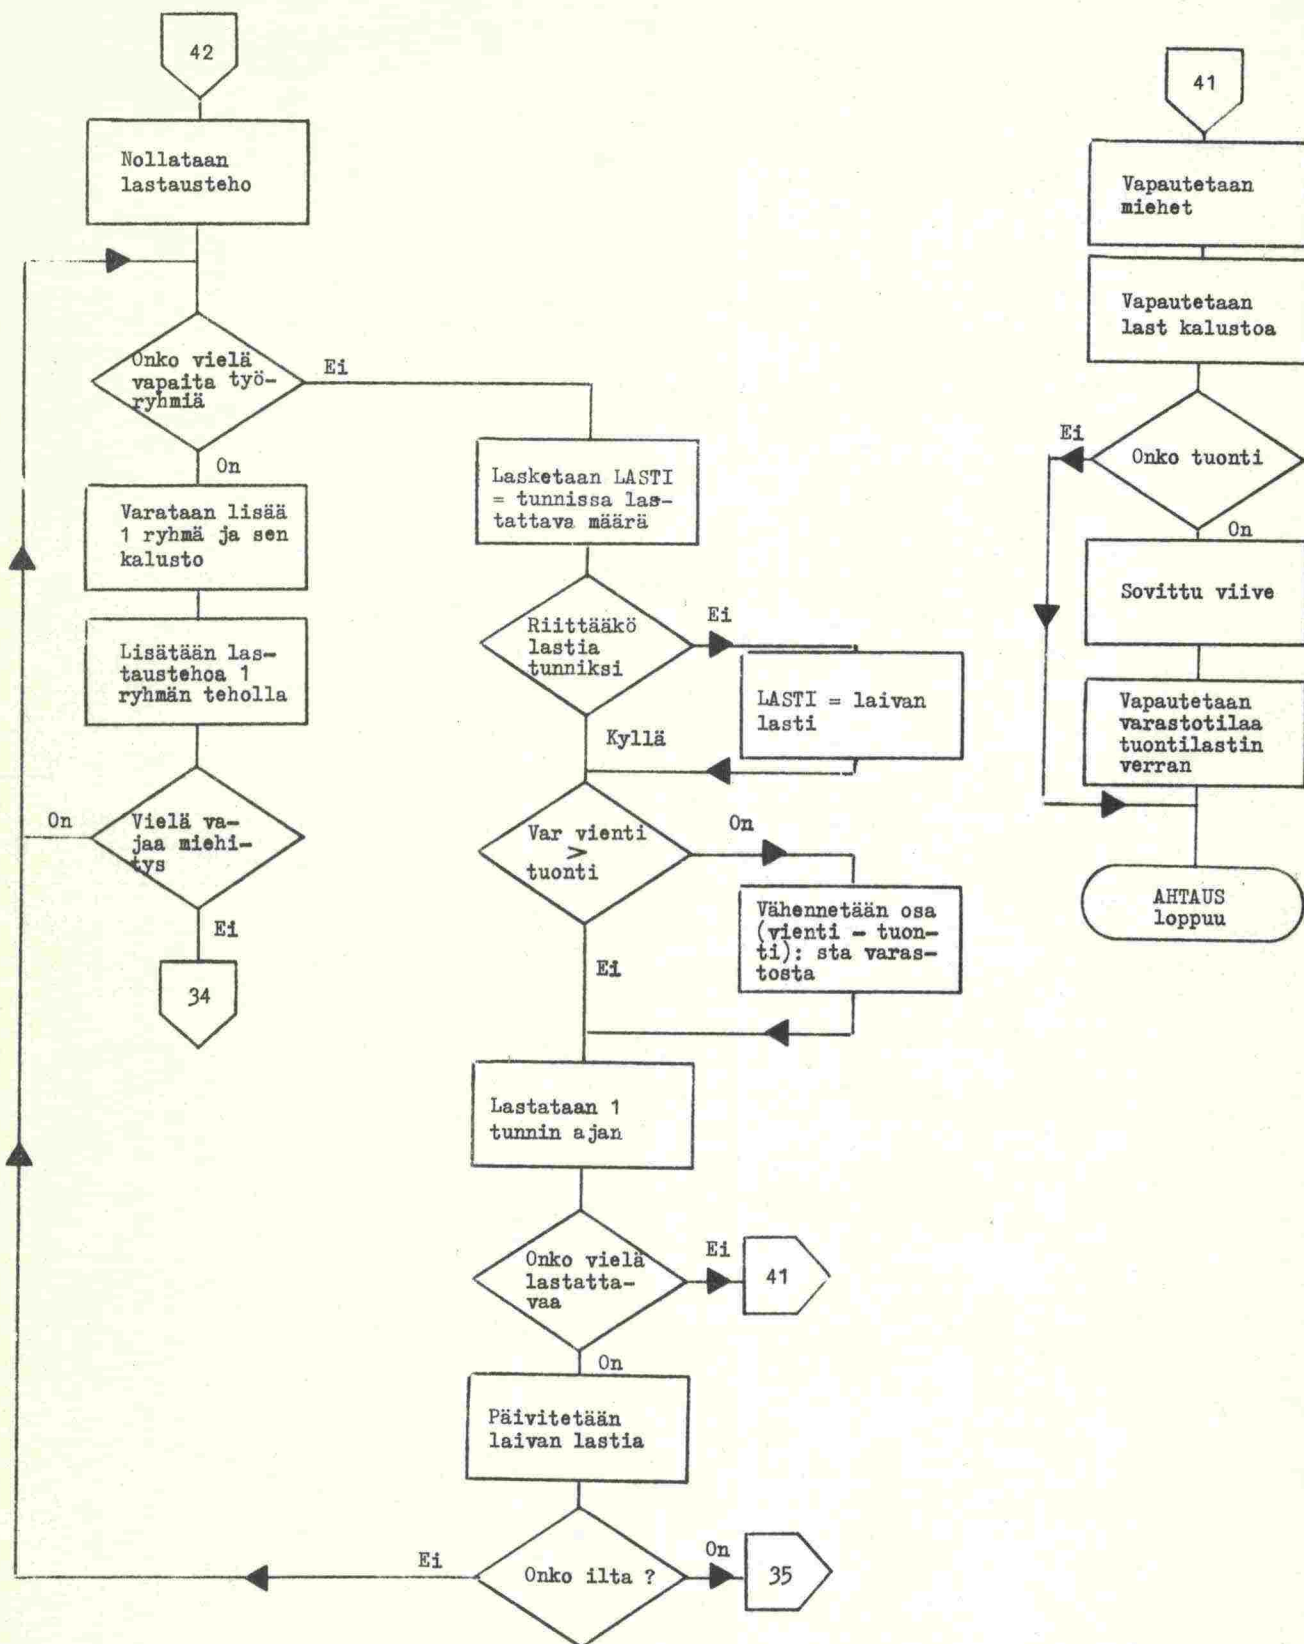 42
Nollataan
lastausteho
Onko vielä
vapaita työ-
ryhmiä
Ei
On
Varataan lisää
1 ryhmä ja sen
kalusto
Lisätään las-
taustehoa 1
ryhmän teholla
On
Vielä va-
jaa miehi-
tys
Ei
34
Lasketaan LASTI
= tunnissa las-
tattava määrä
Riittääkö
lastia
tunniksi
Ei
LASTI = laivan
lasti
Kyllä
Var vienti
>
tuonti
On
Vähennetään osa
(vienti - tuon-
ti): sta varas-
tosta
Ei
Lastataan 1
tunnin ajan
Onko vielä
lastatta-
vaa
Ei
41
On
Päivitetään
laivan lastia
Ei
Onko ilta ?
On
35
41
Vapautetaan
miehet
Vapautetaan
last kalustoa
Ei
Onko tuonti
On
Sovittu viive
Vapautetaan
varastotilaa
tuontilastin
verran
AHTAUS
loppuu